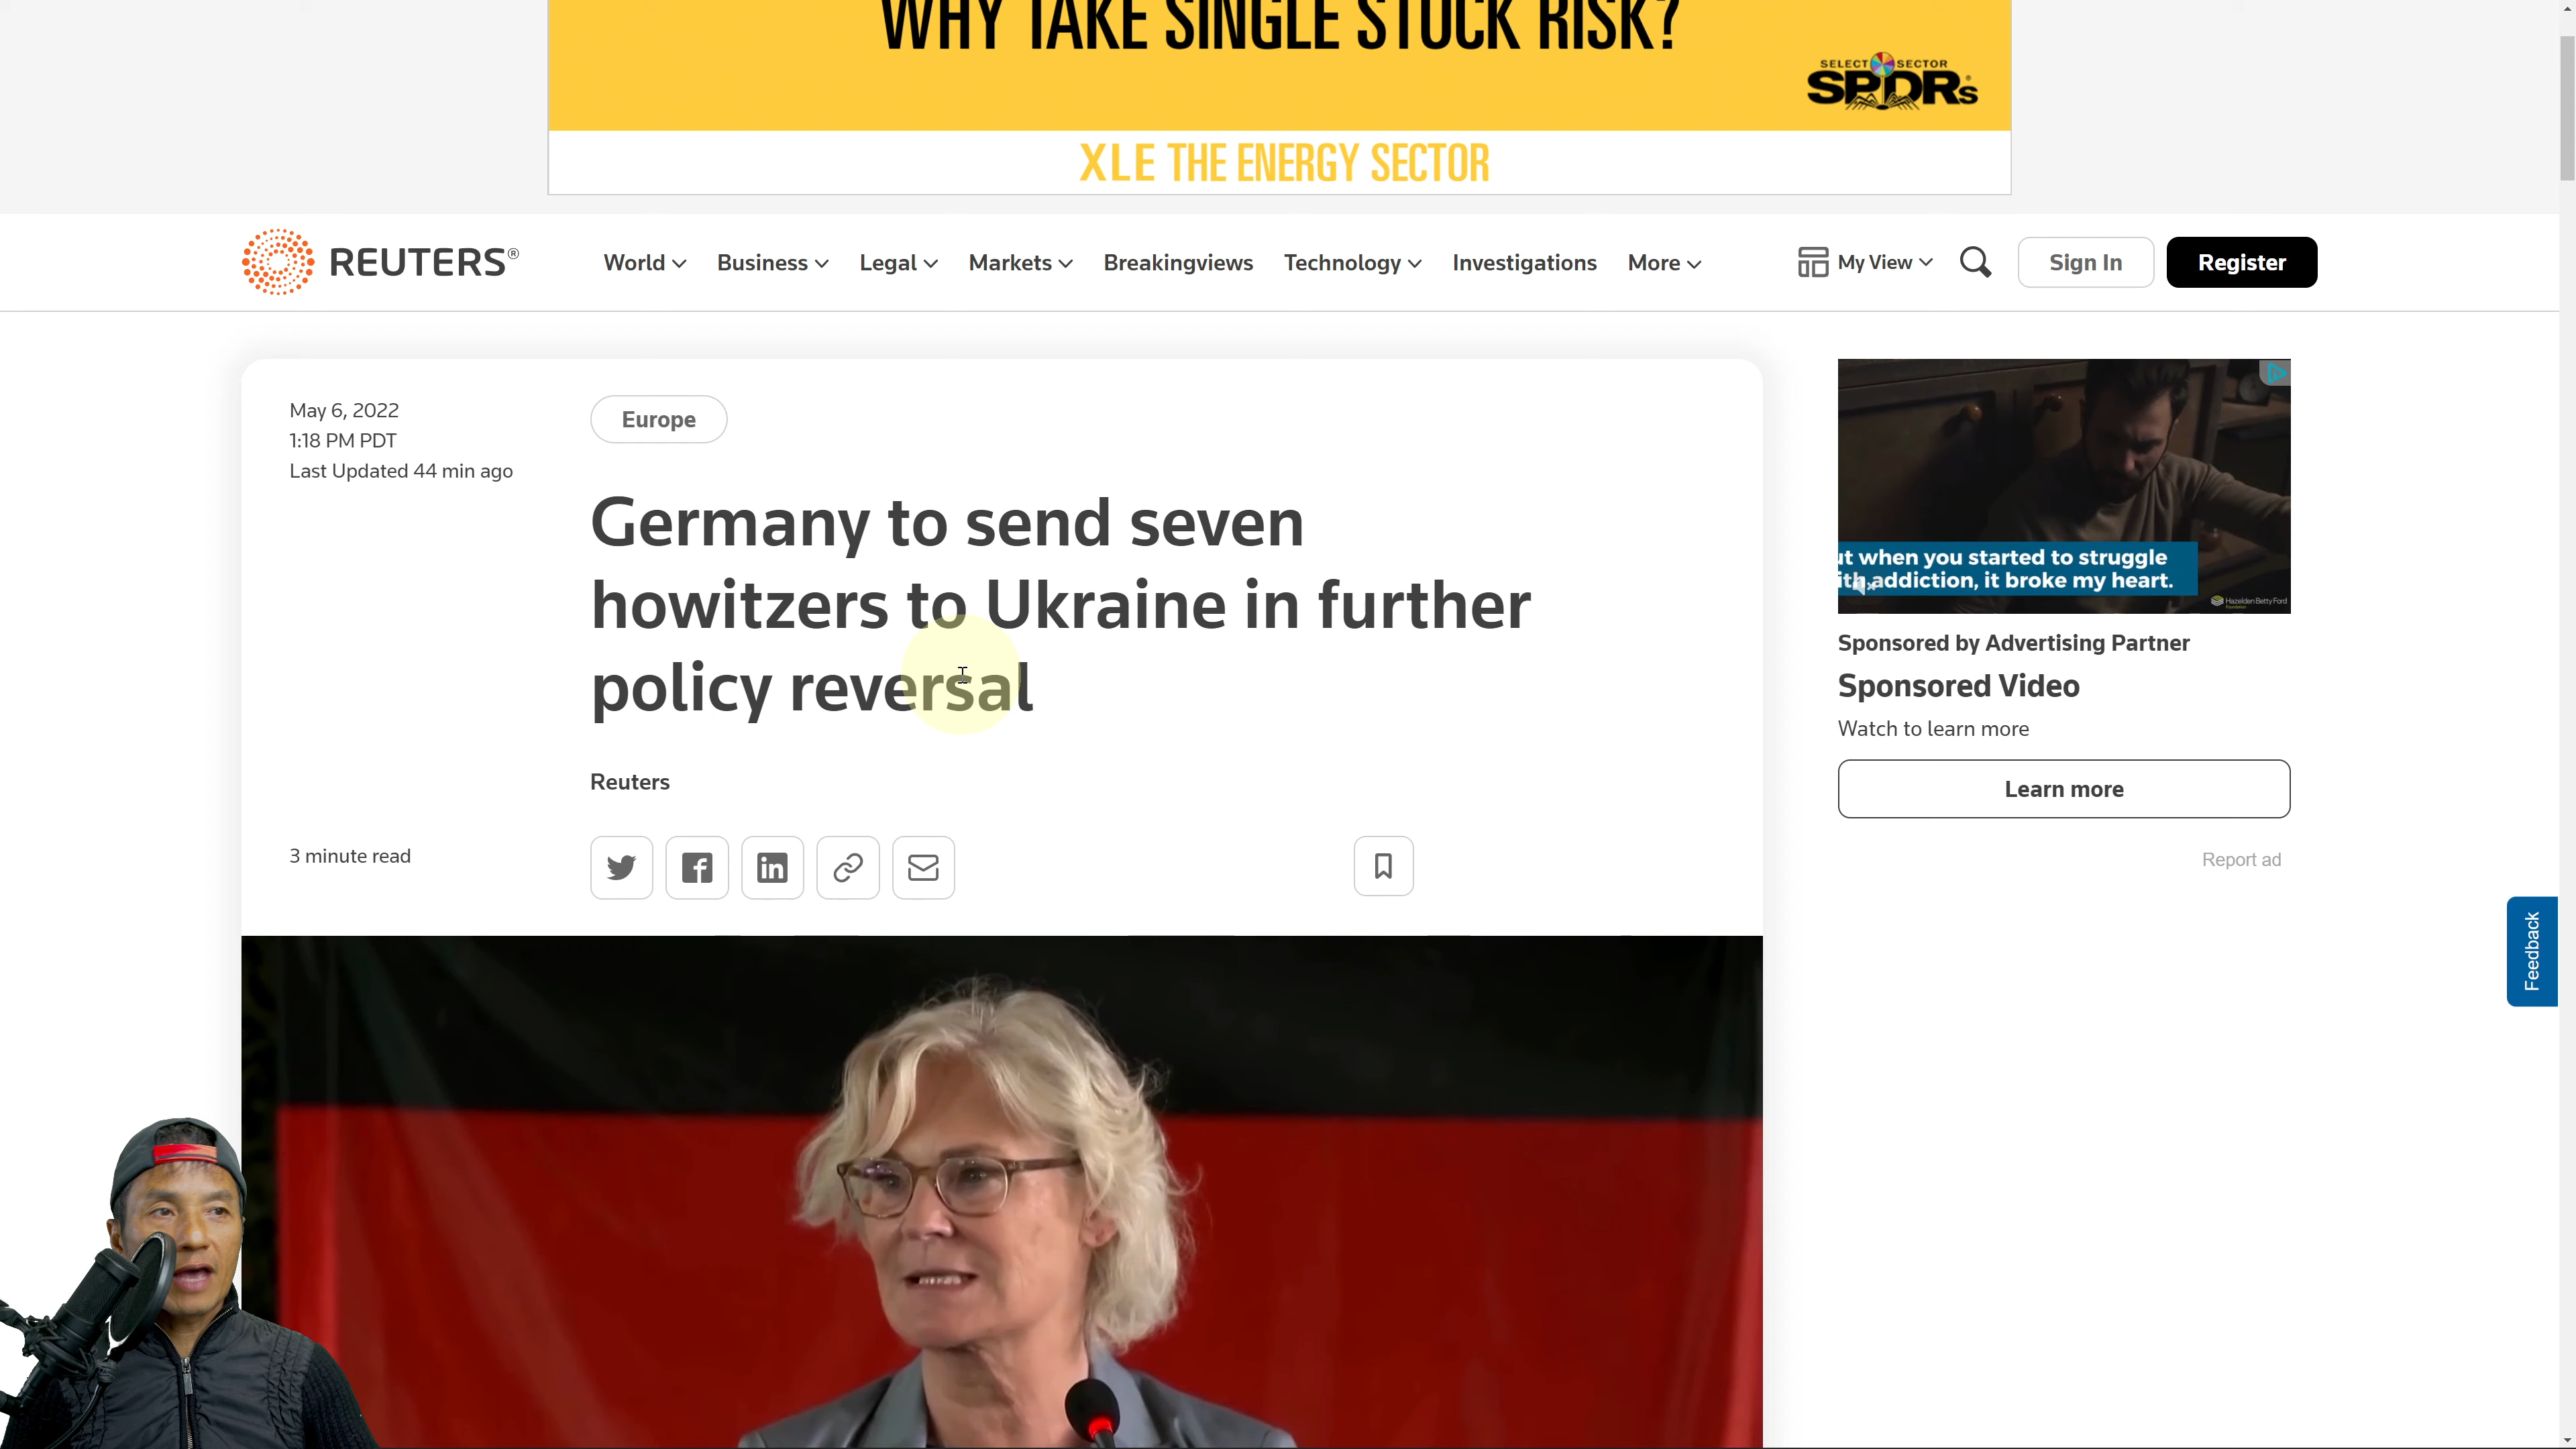 WHY TAKE SINGLE STOCK RISK?
SELECT SECTOR
SPDRs
XLE THE ENERGY SECTOR
REUTERS®
World Business Legal Markets Breakingviews Technology Investigations More My View Sign In Register
May 6, 2022
1:18 PM PDT
Last Updated 44 min ago
Europe
Germany to send seven
howitzers to Ukraine in further
policy reversal
Reuters
3 minute read
ut when you started to struggle
ith addiction, it broke my heart.
Hazelden Betty Ford
Foundation
Sponsored by Advertising Partner
Sponsored Video
Watch to learn more
Learn more
Report ad
Feedback